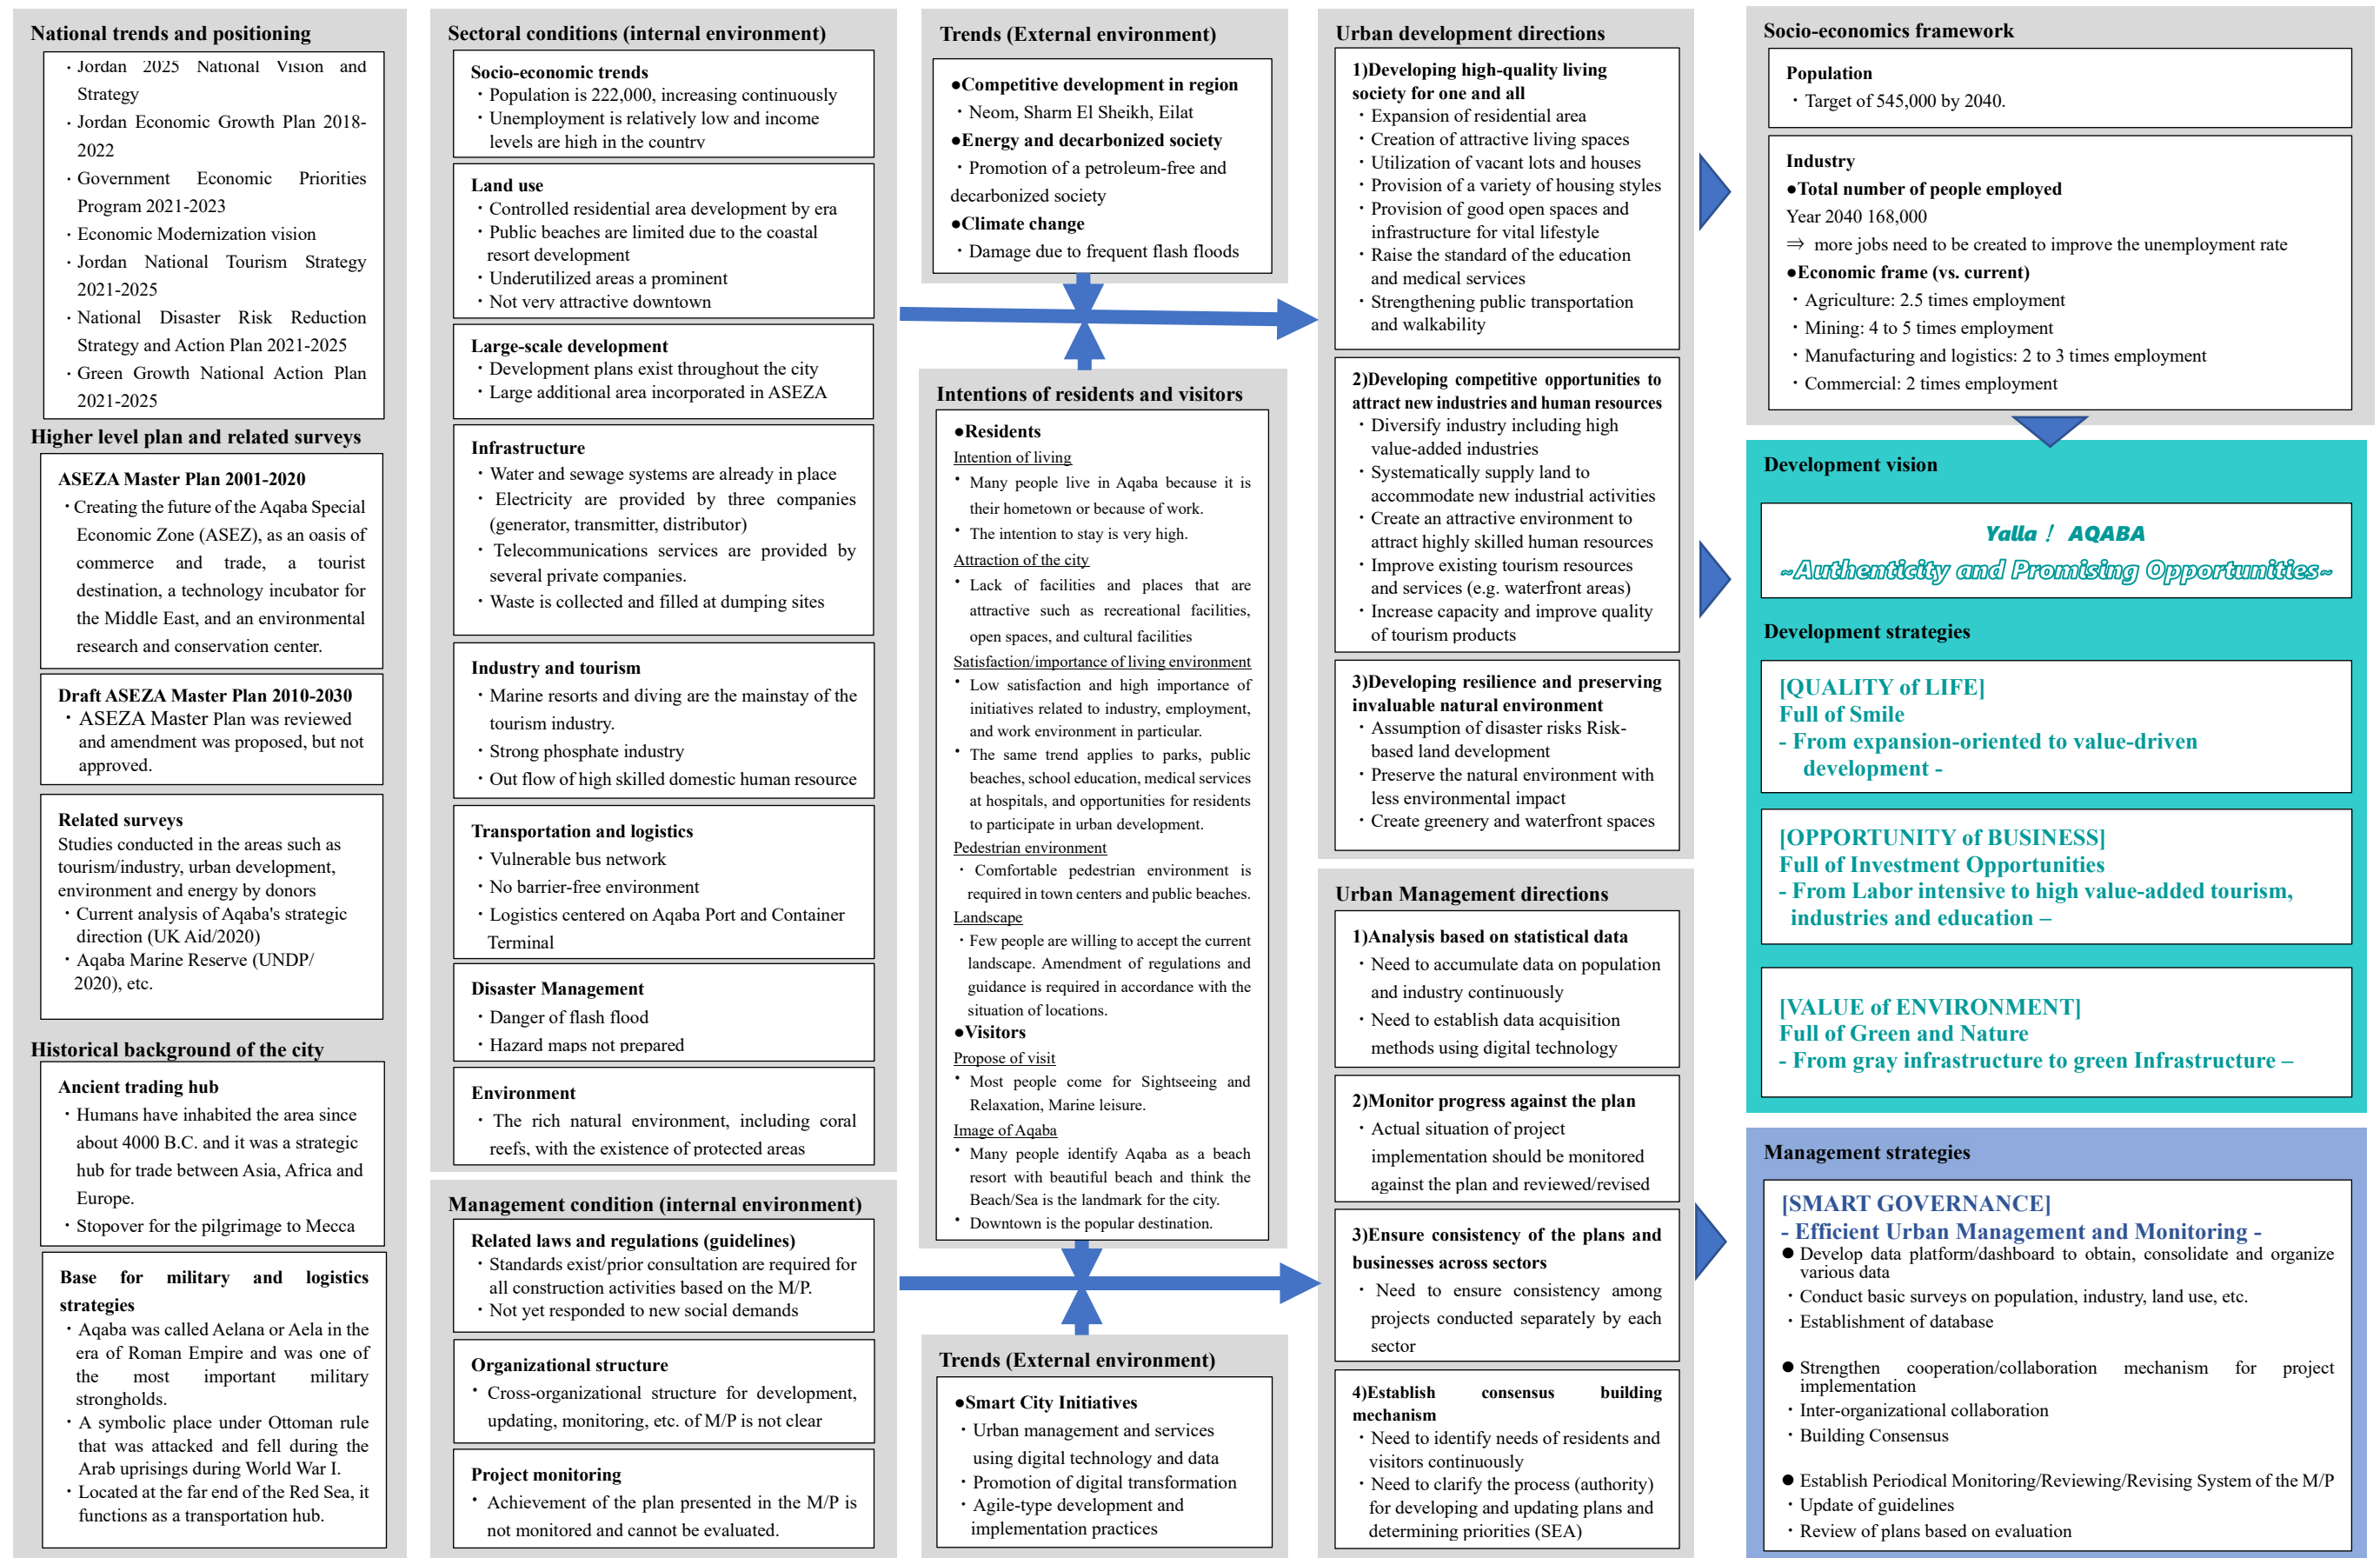 National trends and positioning
・Jordan 2025 National Vision and
Strategy
・Jordan Economic Growth Plan 2018-
2022
・Government Economic Priorities
Program 2021-2023
・Economic Modernization vision
・Jordan National Tourism Strategy
2021-2025
・National Disaster Risk Reduction
Strategy and Action Plan 2021-2025
・Green Growth National Action Plan
2021-2025
Higher level plan and related surveys
ASEZA Master Plan 2001-2020
・Creating the future of the Aqaba Special
Economic Zone (ASEZ), as an oasis of
commerce and trade, a tourist
destination, a technology incubator for
the Middle East, and an environmental
research and conservation center.
Draft ASEZA Master Plan 2010-2030
・ASEZA Master Plan was reviewed
and amendment was proposed, but not
approved.
Related surveys
Studies conducted in the areas such as
tourism/industry, urban development,
environment and energy by donors
・Current analysis of Aqaba's strategic
direction (UK Aid/2020)
・Aqaba Marine Reserve (UNDP/
2020), etc.
Historical background of the city
Ancient trading hub
・Humans have inhabited the area since
about 4000 B.C. and it was a strategic
hub for trade between Asia, Africa and
Europe.
・Stopover for the pilgrimage to Mecca
Base for military and logistics
strategies
・Aqaba was called Aelana or Aela in the
era of Roman Empire and was one of
the most important military
strongholds.
・A symbolic place under Ottoman rule
that was attacked and fell during the
Arab uprisings during World War I.
・Located at the far end of the Red Sea, it
functions as a transportation hub.
Sectoral conditions (internal environment)
Socio-economic trends
・Population is 222,000, increasing continuously
・Unemployment is relatively low and income
levels are high in the country
Land use
・Controlled residential area development by era
・Public beaches are limited due to the coastal
resort development
・Underutilized areas a prominent
・Not very attractive downtown
Large-scale development
・Development plans exist throughout the city
・Large additional area incorporated in ASEZA
Infrastructure
・Water and sewage systems are already in place
・Electricity are provided by three companies
(generator, transmitter, distributor)
・Telecommunications services are provided by
several private companies.
・Waste is collected and filled at dumping sites
Industry and tourism
・Marine resorts and diving are the mainstay of the
tourism industry.
・Strong phosphate industry
・Out flow of high skilled domestic human resource
Transportation and logistics
・Vulnerable bus network
・No barrier-free environment
・Logistics centered on Aqaba Port and Container
Terminal
Disaster Management
・Danger of flash flood
・Hazard maps not prepared
Environment
・The rich natural environment, including coral
reefs, with the existence of protected areas
Management condition (internal environment)
Related laws and regulations (guidelines)
・Standards exist/prior consultation are required for
all construction activities based on the M/P.
・Not yet responded to new social demands
Organizational structure
・Cross-organizational structure for development,
updating, monitoring, etc. of M/P is not clear
Project monitoring
・Achievement of the plan presented in the M/P is
not monitored and cannot be evaluated.
Trends (External environment)
●Competitive development in region
・Neom, Sharm El Sheikh, Eilat
●Energy and decarbonized society
・Promotion of a petroleum-free and
decarbonized society
●Climate change
・Damage due to frequent flash floods
Intentions of residents and visitors
●Residents
Intention of living
・Many people live in Aqaba because it is
their hometown or because of work.
・The intention to stay is very high.
Attraction of the city
・Lack of facilities and places that are
attractive such as recreational facilities,
open spaces, and cultural facilities
Satisfaction/importance of living environment
・Low satisfaction and high importance of
initiatives related to industry, employment,
and work environment in particular.
・The same trend applies to parks, public
beaches, school education, medical services
at hospitals, and opportunities for residents
to participate in urban development.
Pedestrian environment
・Comfortable pedestrian environment is
required in town centers and public beaches.
Landscape
・Few people are willing to accept the current
landscape. Amendment of regulations and
guidance is required in accordance with the
situation of locations.
●Visitors
Propose of visit
・Most people come for Sightseeing and
Relaxation, Marine leisure.
Image of Aqaba
・Many people identify Aqaba as a beach
resort with beautiful beach and think the
Beach/Sea is the landmark for the city.
・Downtown is the popular destination.
Trends (External environment)
●Smart City Initiatives
・Urban management and services
using digital technology and data
・Promotion of digital transformation
・Agile-type development and
implementation practices
Urban development directions
1)Developing high-quality living
society for one and all
・Expansion of residential area
・Creation of attractive living spaces
・Utilization of vacant lots and houses
・Provision of a variety of housing styles
・Provision of good open spaces and
infrastructure for vital lifestyle
・Raise the standard of the education
and medical services
・Strengthening public transportation
and walkability
2)Developing competitive opportunities to
attract new industries and human resources
・Diversify industry including high
value-added industries
・Systematically supply land to
accommodate new industrial activities
・Create an attractive environment to
attract highly skilled human resources
・Improve existing tourism resources
and services (e.g. waterfront areas)
・Increase capacity and improve quality
of tourism products
3)Developing resilience and preserving
invaluable natural environment
・Assumption of disaster risks Risk-
based land development
・Preserve the natural environment with
less environmental impact
・Create greenery and waterfront spaces
Urban Management directions
1)Analysis based on statistical data
・Need to accumulate data on population
and industry continuously
・Need to establish data acquisition
methods using digital technology
2)Monitor progress against the plan
・Actual situation of project
implementation should be monitored
against the plan and reviewed/revised
3)Ensure consistency of the plans and
businesses across sectors
・Need to ensure consistency among
projects conducted separately by each
sector
4)Establish consensus building
mechanism
・Need to identify needs of residents and
visitors continuously
・Need to clarify the process (authority)
for developing and updating plans and
determining priorities (SEA)
Socio-economics framework
Population
・Target of 545,000 by 2040.
Industry
●Total number of people employed
Year 2040 168,000
⇒ more jobs need to be created to improve the unemployment rate
●Economic frame (vs. current)
・Agriculture: 2.5 times employment
・Mining: 4 to 5 times employment
・Manufacturing and logistics: 2 to 3 times employment
・Commercial: 2 times employment
Development vision
Yalla！AQABA
~Authenticity and Promising Opportunities~
Development strategies
[QUALITY of LIFE]
Full of Smile
- From expansion-oriented to value-driven
development -
[OPPORTUNITY of BUSINESS]
Full of Investment Opportunities
- From Labor intensive to high value-added tourism,
industries and education –
[VALUE of ENVIRONMENT]
Full of Green and Nature
- From gray infrastructure to green Infrastructure –
Management strategies
[SMART GOVERNANCE]
- Efficient Urban Management and Monitoring -
● Develop data platform/dashboard to obtain, consolidate and organize
various data
・Conduct basic surveys on population, industry, land use, etc.
・Establishment of database
● Strengthen cooperation/collaboration mechanism for project
implementation
・Inter-organizational collaboration
・Building Consensus
● Establish Periodical Monitoring/Reviewing/Revising System of the M/P
・Update of guidelines
・Review of plans based on evaluation